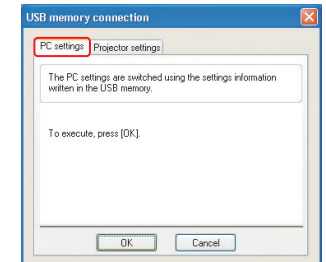 USB memory connection
PC settings Projector settings
The PC settings are switched using the settings information
written in the USB memory.
To execute, press [OK].
OK Cancel